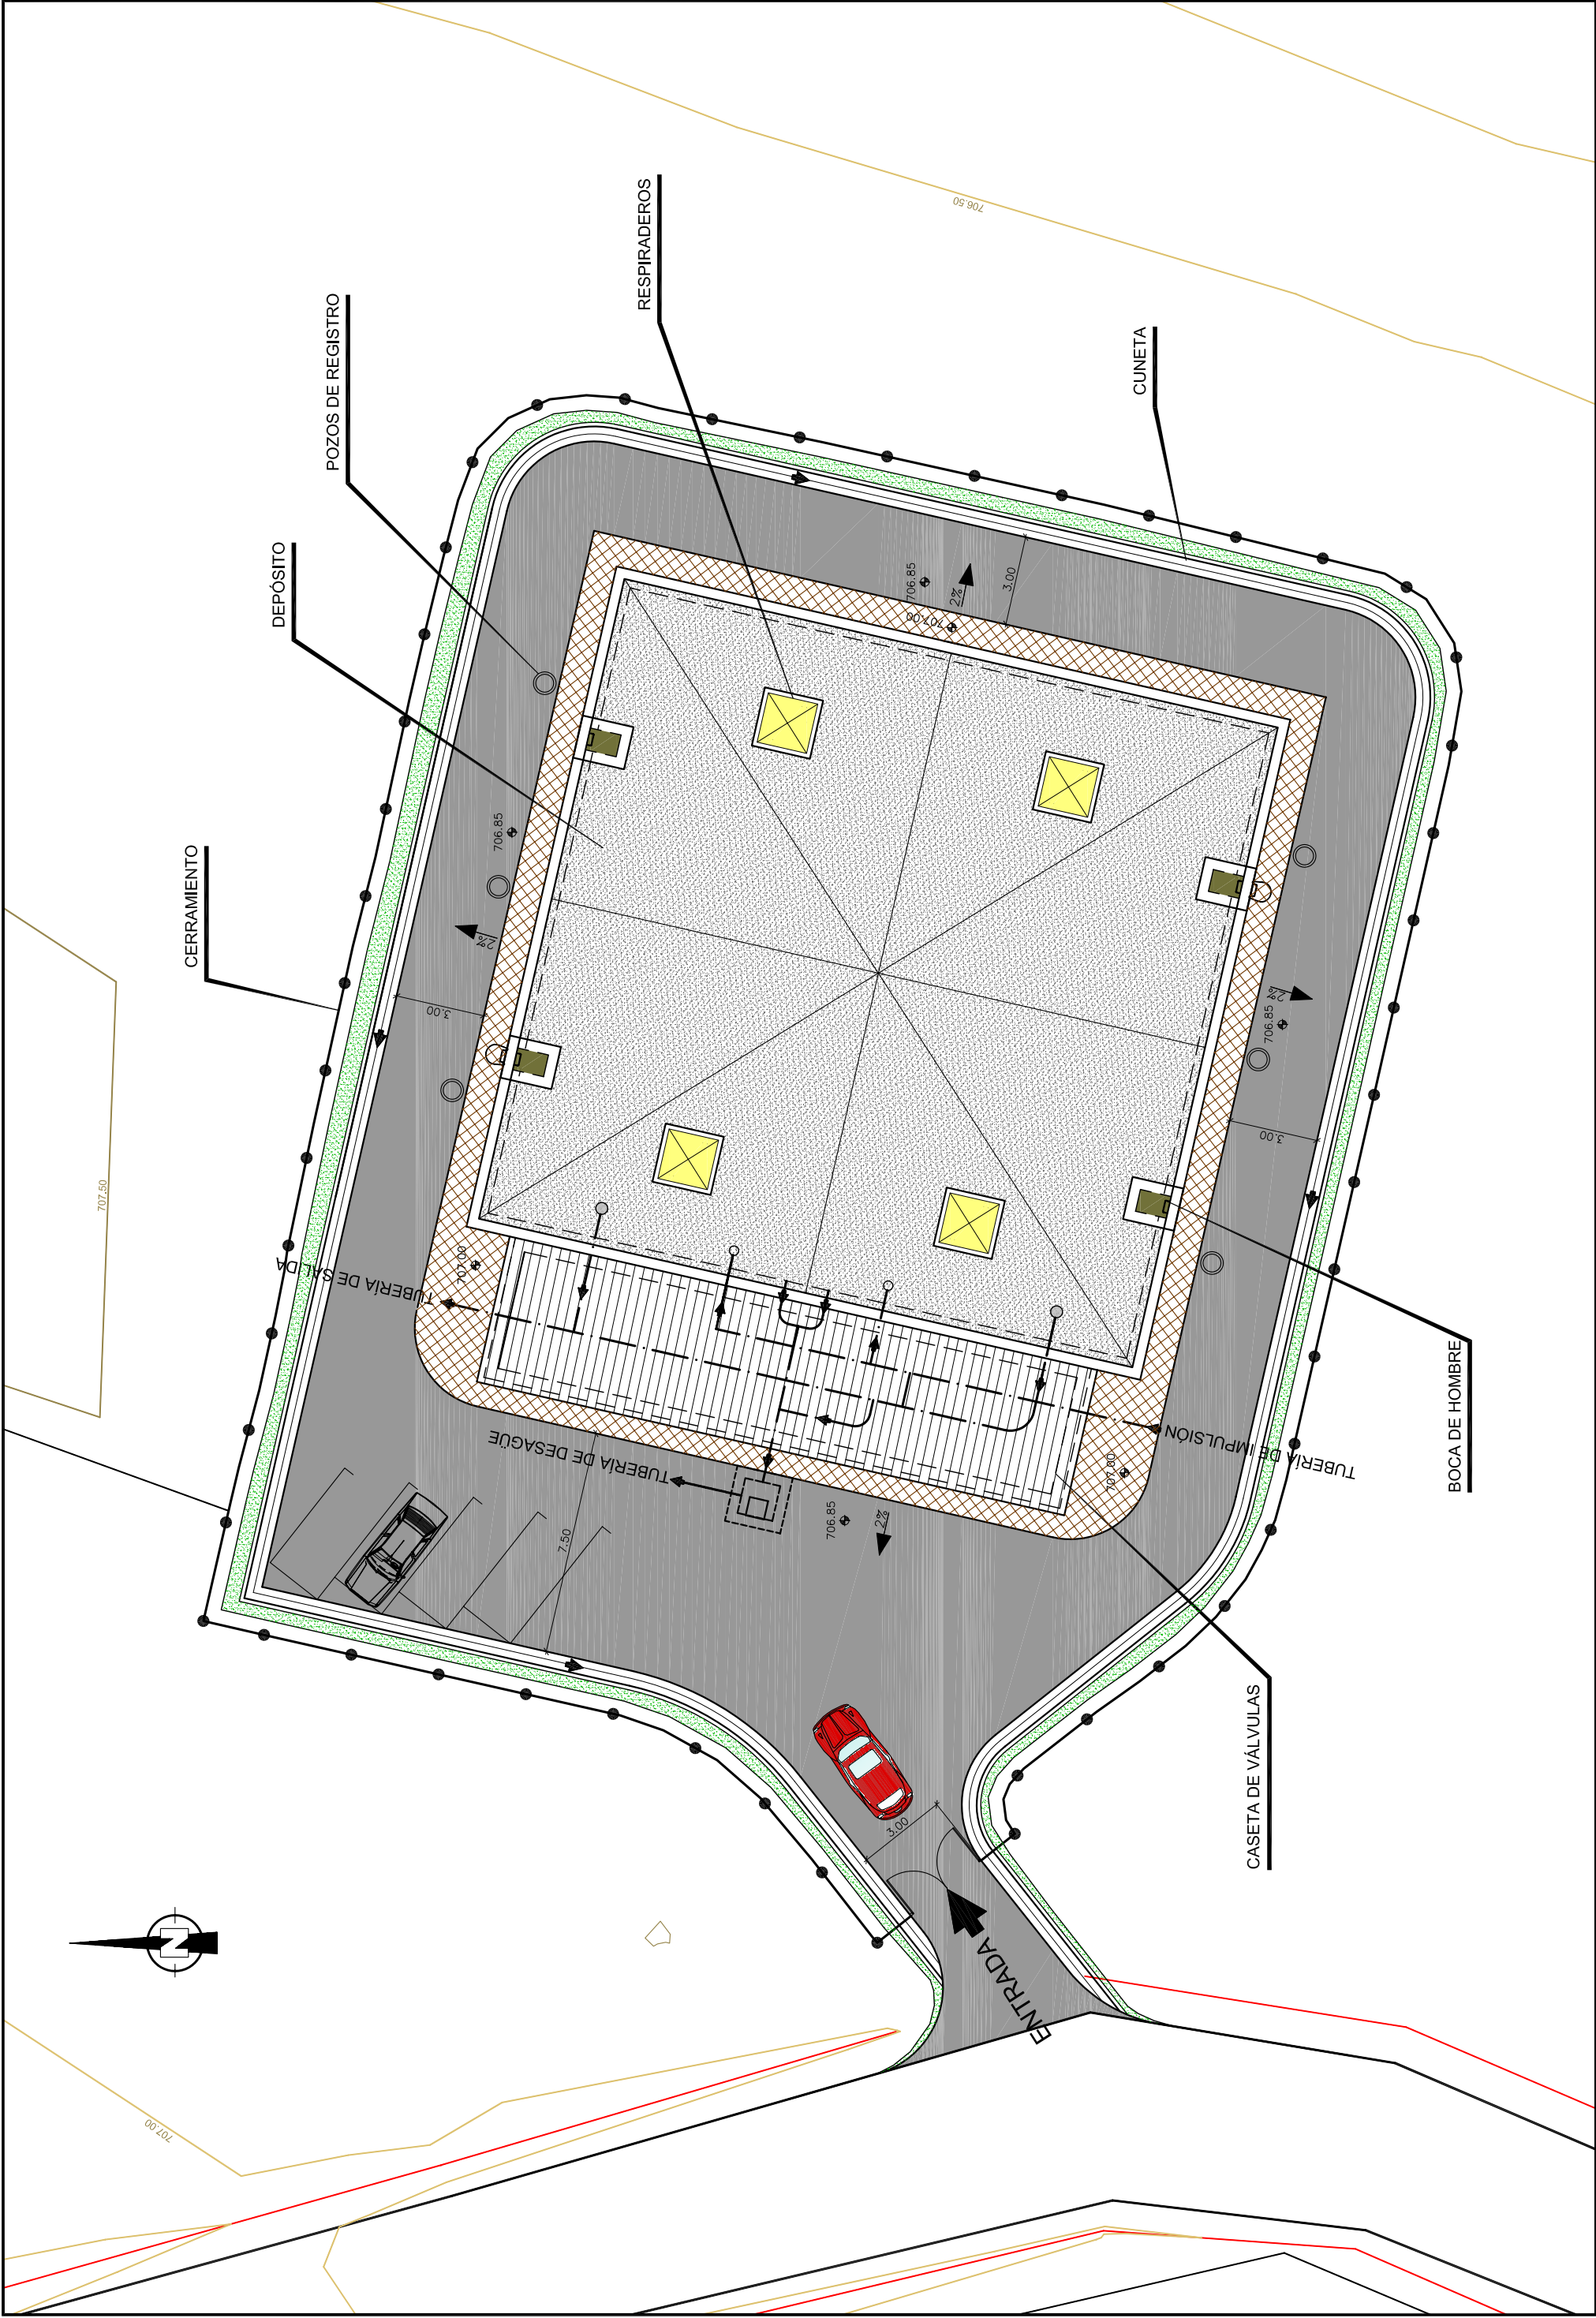 706.50
RESPIRADEROS
POZOS DE REGISTRO
CUNETA
DEPÓSITO
706.85
2%
3.00
707.00
CERRAMIENTO
706.85
2%
3.00
2%
706.85
3.00
707.50
TUBERÍA DE SALIDA
707.00
TUBERÍA DE DESAGÜE
TUBERÍA DE IMPULSIÓN
707.00
BOCA DE HOMBRE
7.50
706.85
2%
CASETA DE VÁLVULAS
3.00
N
ENTRADA
707.00